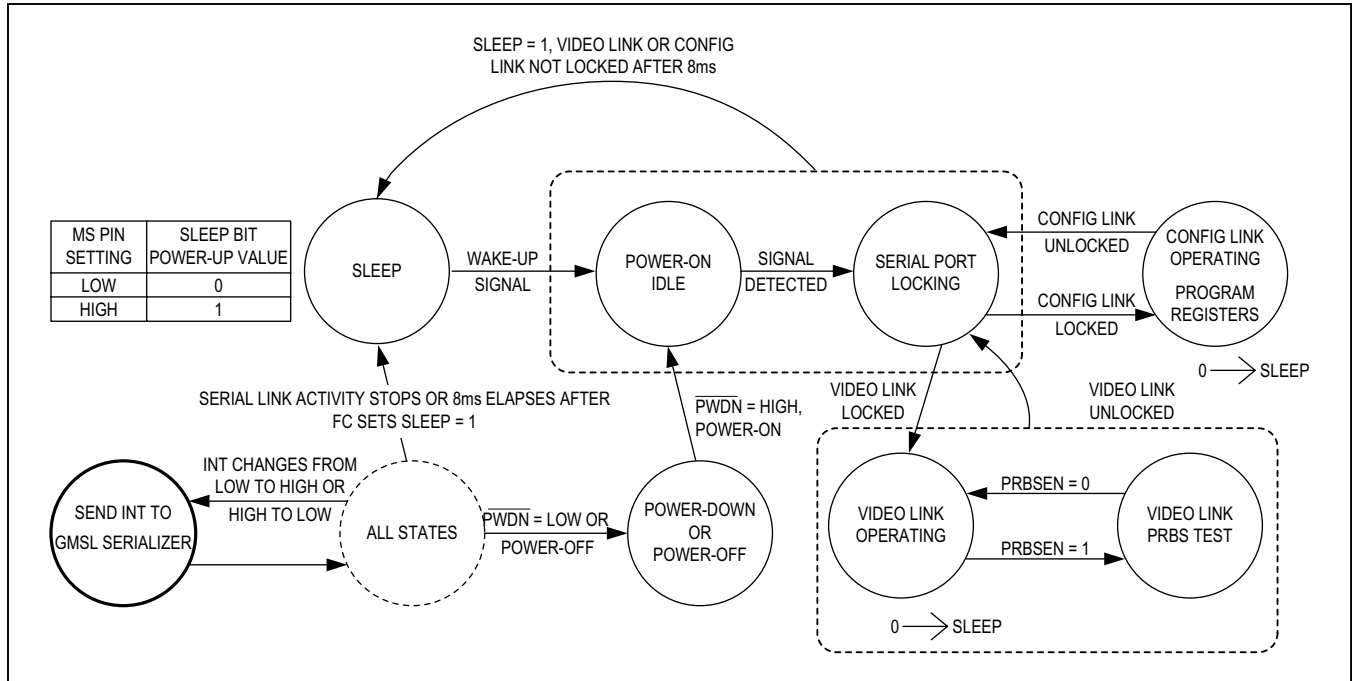 SLEEP = 1, VIDEO LINK OR CONFIG
LINK NOT LOCKED AFTER 8ms
MS PIN SETTING
SLEEP BIT POWER-UP VALUE
LOW
0
HIGH
1
SLEEP
WAKE-UP
SIGNAL
POWER-ON
IDLE
SIGNAL
DETECTED
SERIAL PORT
LOCKING
CONFIG LINK
UNLOCKED
CONFIG LINK
LOCKED
CONFIG LINK
OPERATING
PROGRAM
REGISTERS
0 → SLEEP
SERIAL LINK ACTIVITY STOPS OR 8ms ELAPSES AFTER
FC SETS SLEEP = 1
PWDN = HIGH,
POWER-ON
VIDEO LINK
LOCKED
VIDEO LINK
UNLOCKED
INT CHANGES FROM
LOW TO HIGH OR
HIGH TO LOW
SEND INT TO
GMSL SERIALIZER
ALL STATES
PWDN = LOW OR
POWER-OFF
POWER-DOWN
OR
POWER-OFF
VIDEO LINK
OPERATING
PRBSEN = 0
PRBSEN = 1
VIDEO LINK
PRBS TEST
0 → SLEEP